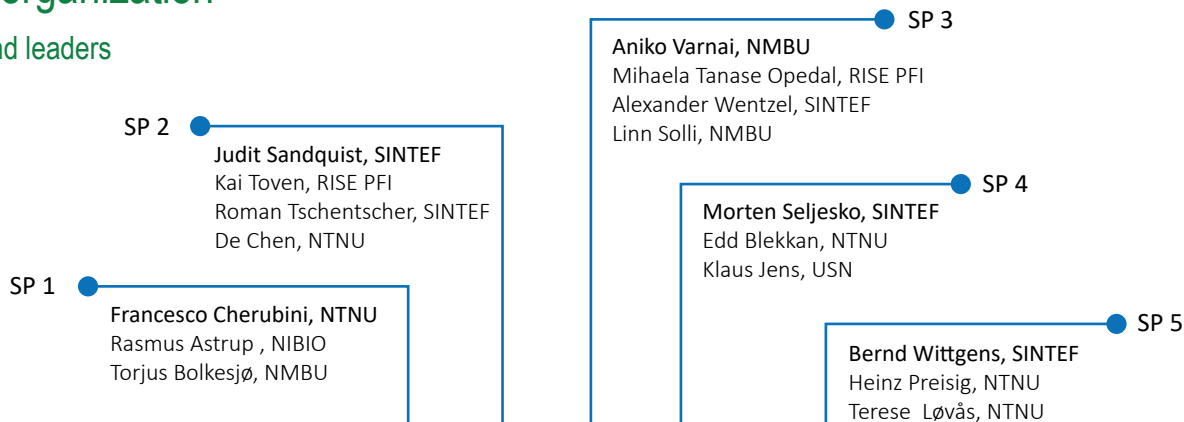 organization
nd leaders
SP 3
Aniko Varnai, NMBU
Mihaela Tanase Opedal, RISE PFI
Alexander Wentzel, SINTEF
Linn Solli, NMBU
SP 2
Judit Sandquist, SINTEF
Kai Toven, RISE PFI
Roman Tschentscher, SINTEF
De Chen, NTNU
SP 4
Morten Seljesko, SINTEF
Edd Blekkan, NTNU
Klaus Jens, USN
SP 1
Francesco Cherubini, NTNU
Rasmus Astrup , NIBIO
Torjus Bolkesjø, NMBU
SP 5
Bernd Wittgens, SINTEF
Heinz Preisig, NTNU
Terese Løvås, NTNU